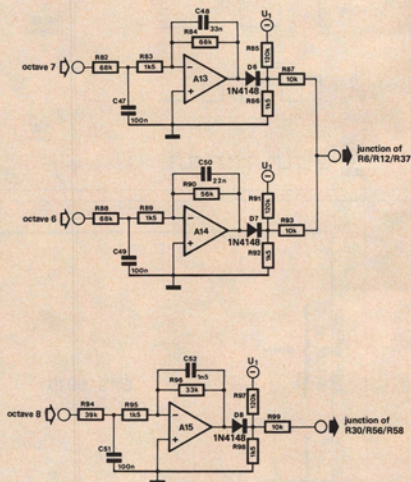 C48
33n
R84
68k
U1
R85
120k
octave 7
R82
68k
R83
1k5
A13
D6
1N4148
R87
10k
R86
1k5
C47
100n
junction of
R6/R12/R37
C50
22n
R90
56k
U1
R91
120k
octave 6
R88
68k
R89
1k5
A14
D7
1N4148
R93
10k
R92
1k5
C49
100n
C52
1n5
R96
33k
U1
R97
120k
octave 8
R94
39k
R95
1k5
A15
D8
1N4148
R99
10k
R98
1k5
C51
100n
junction of
R30/R56/R58